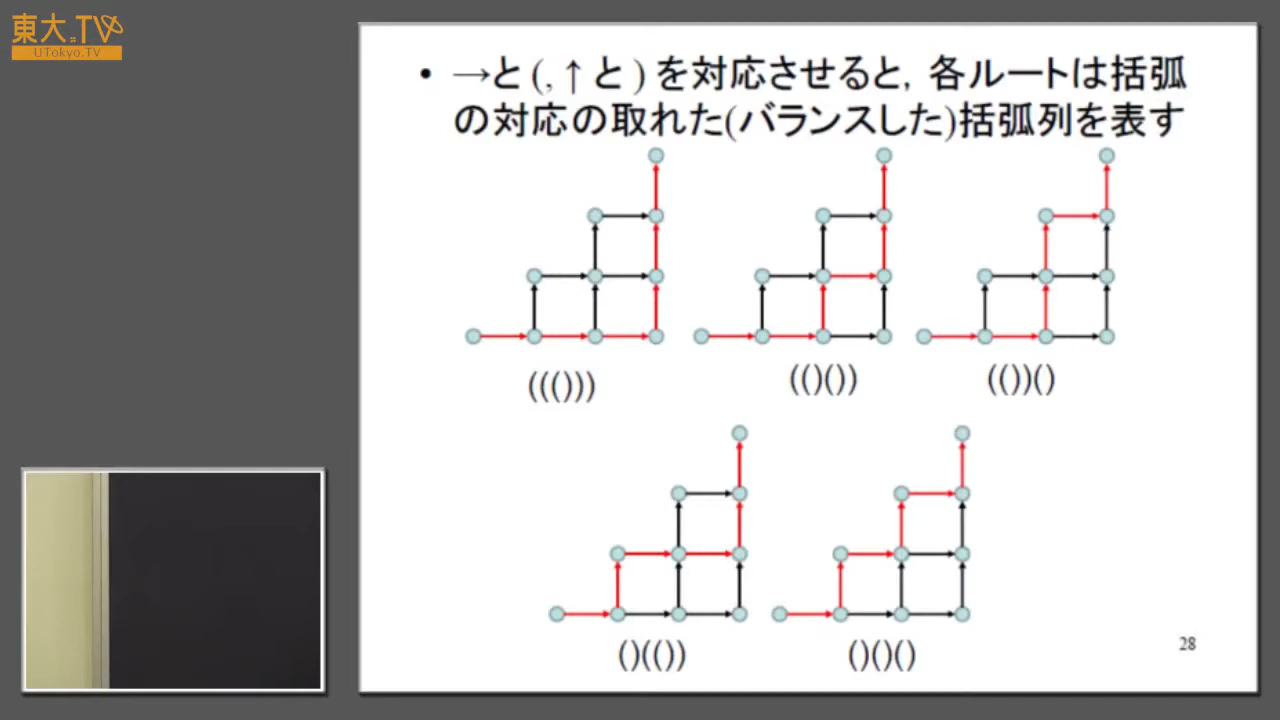 東大.TV
UTokyo.TV
• →と(,↑と) を対応させると, 各ルートは括弧
の対応の取れた(バランスした)括弧列を表す
((()))
(()())
(())()
()(())
()()()
28